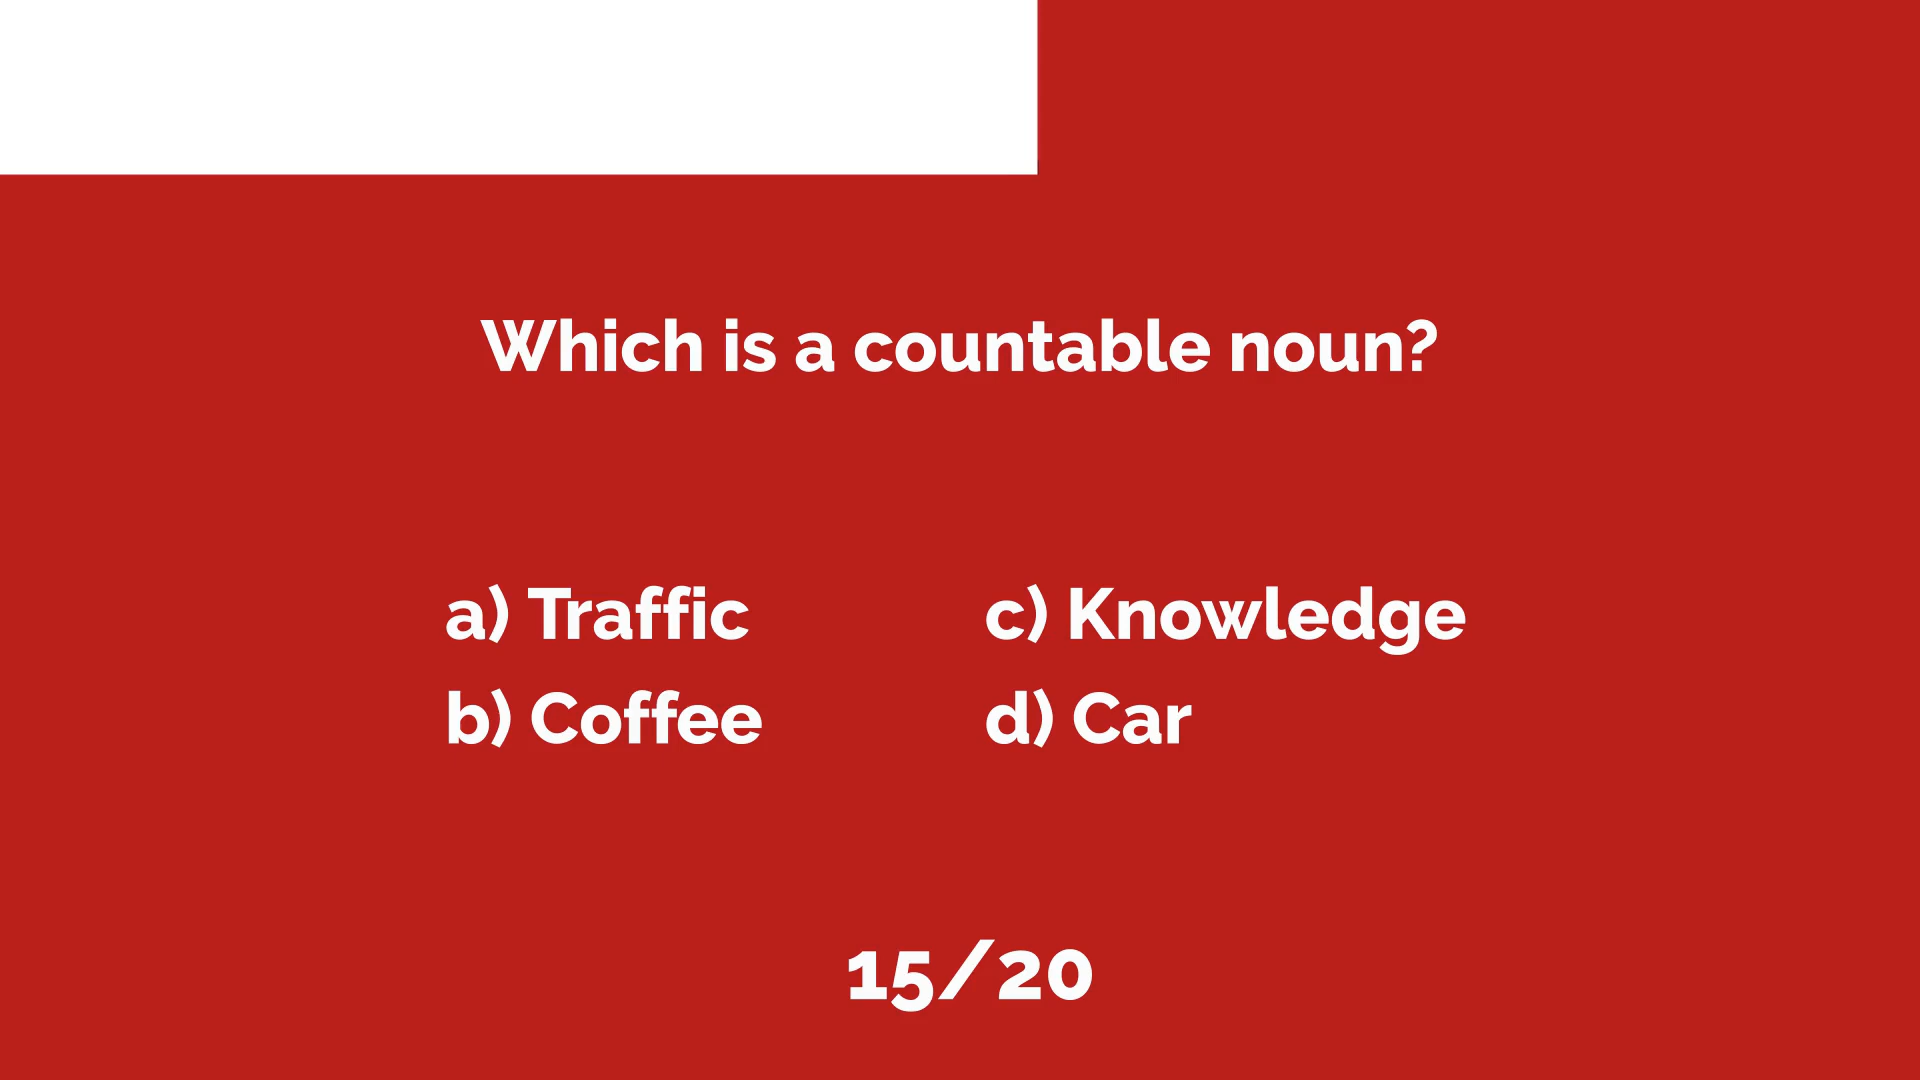 Which is a countable noun?
a) Traffic
b) Coffee
c) Knowledge
d) Car
15/20